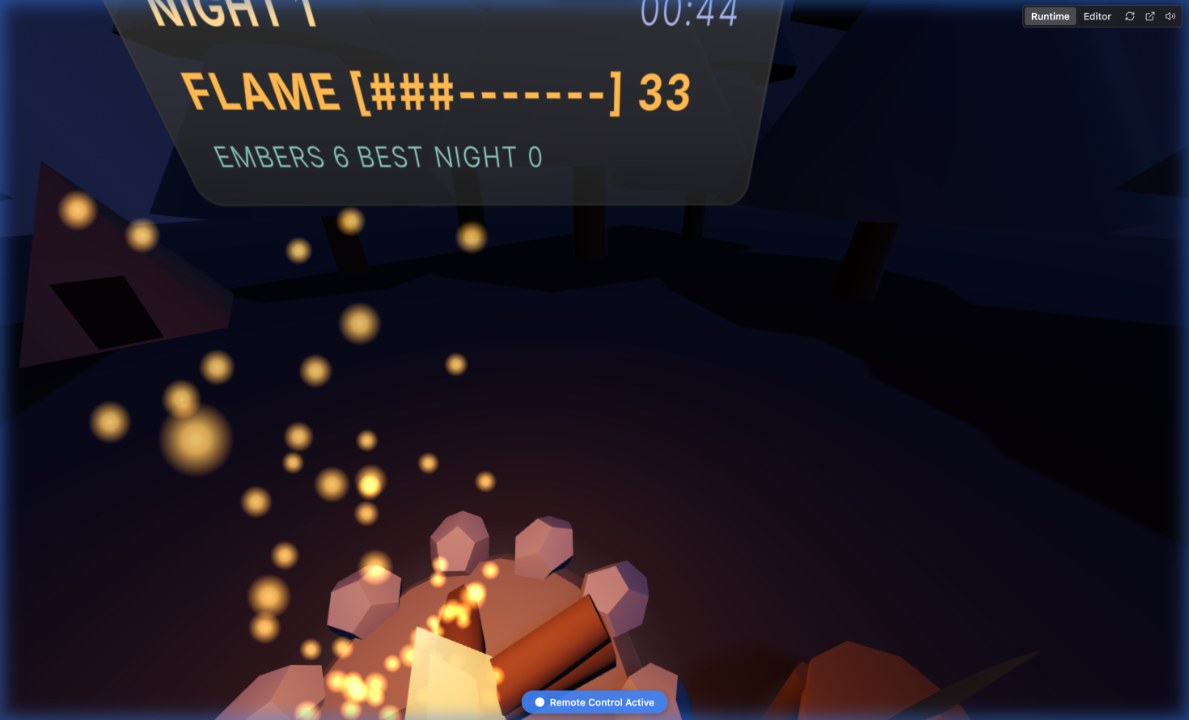 NIGHT 1 00:44
Runtime Editor
FLAME [###-------] 33
EMBERS 6 BEST NIGHT 0
Remote Control Active